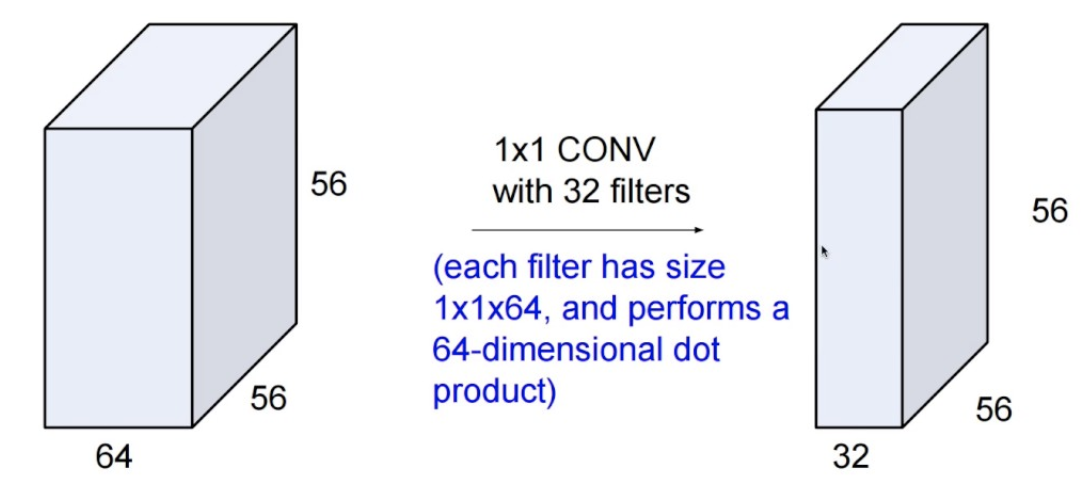 56
56
64
1x1 CONV
with 32 filters
(each filter has size
1x1x64, and performs a
64-dimensional dot
product)
56
56
32